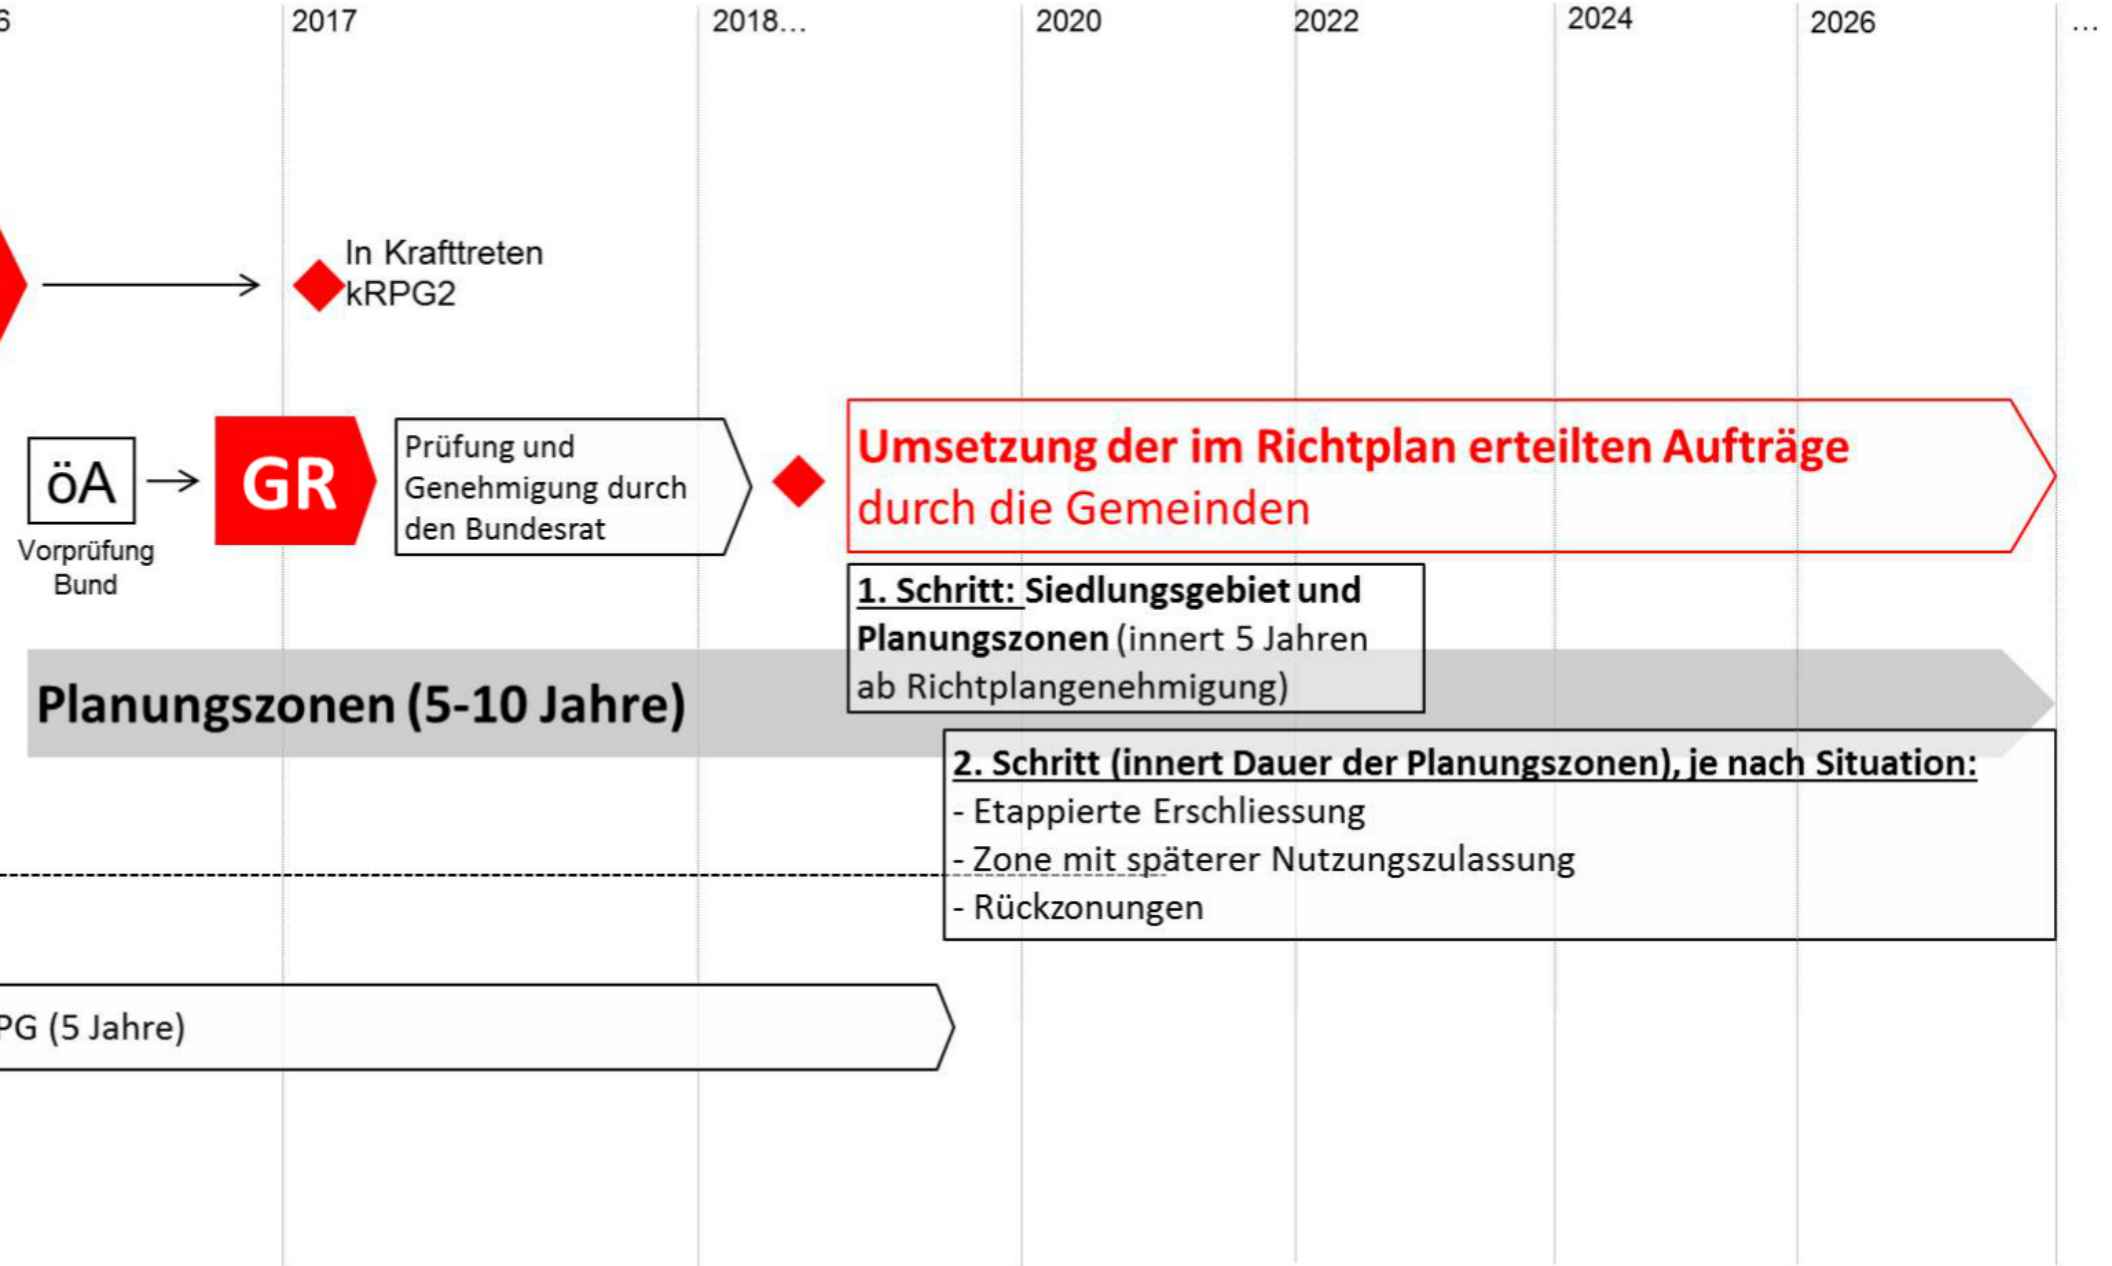 6
2017
2018...
2020
2022
2024
2026
...
In Krafttreten
kRPG2
öA
Vorprüfung
Bund
GR
Prüfung und
Genehmigung durch
den Bundesrat
Umsetzung der im Richtplan erteilten Aufträge
durch die Gemeinden
1. Schritt: Siedlungsgebiet und
Planungszonen (innert 5 Jahren
ab Richtplangenehmigung)
Planungszonen (5-10 Jahre)
2. Schritt (innert Dauer der Planungszonen), je nach Situation:
- Etappierte Erschliessung
- Zone mit späterer Nutzungszulassung
- Rückzonungen
PG (5 Jahre)